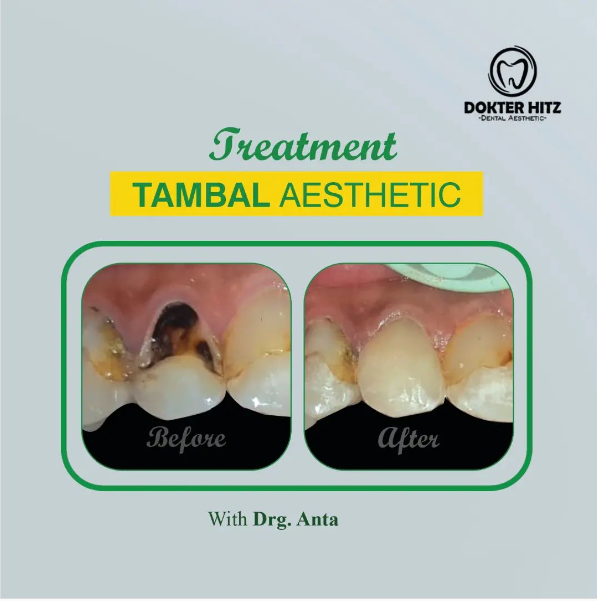 DOKTER HITZ
-DENTAL AESTHETIC-
Treatment
TAMBAL AESTHETIC
Before
After
With Drg. Anta